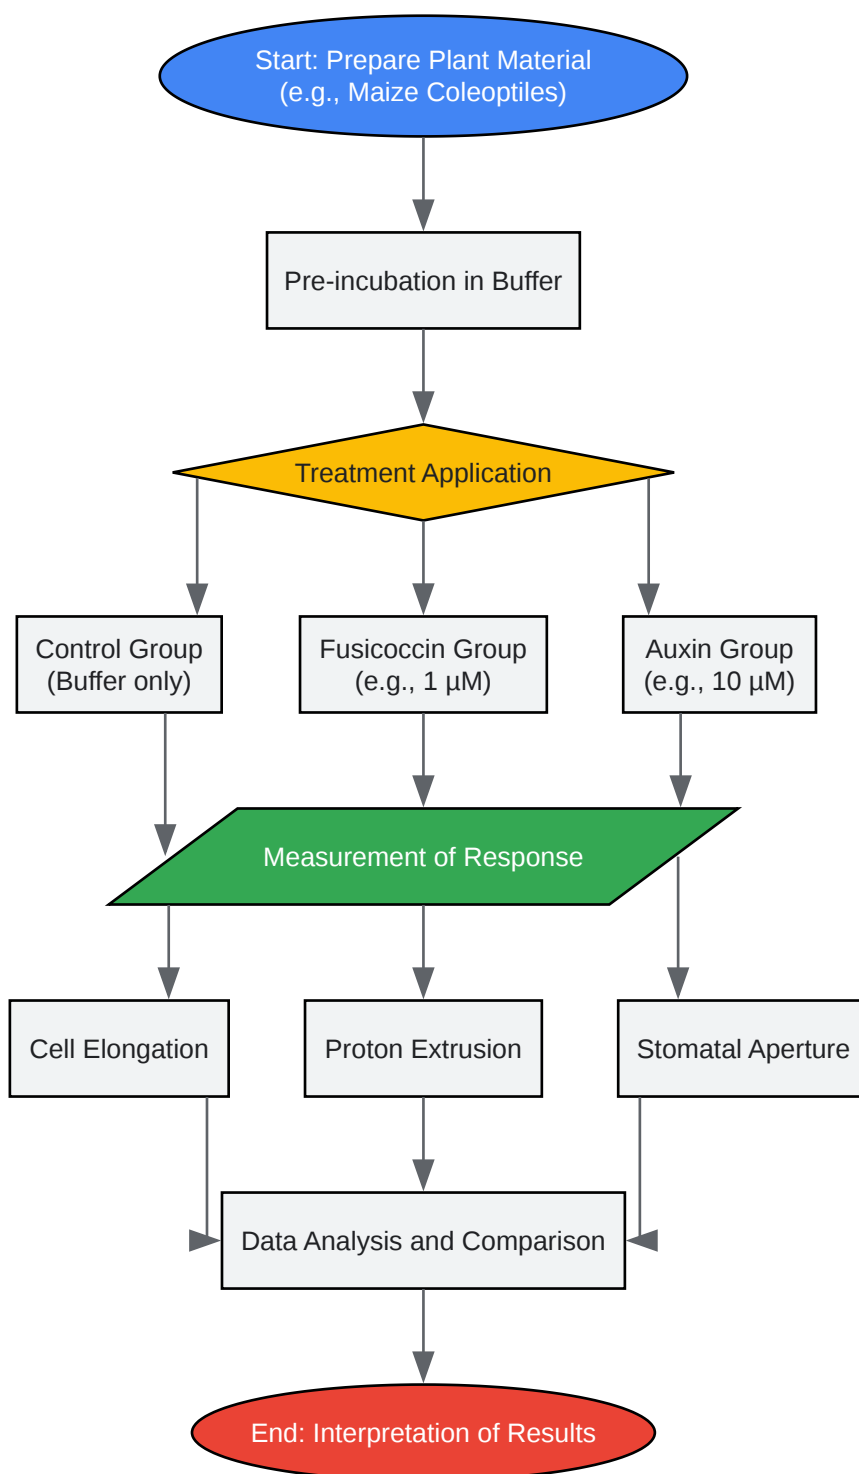 Start: Prepare Plant Material
(e.g., Maize Coleoptiles)
Pre-incubation in Buffer
Treatment Application
Control Group
(Buffer only)
Fusicoccin Group
(e.g., 1 µM)
Auxin Group
(e.g., 10 µM)
Measurement of Response
Cell Elongation
Proton Extrusion
Stomatal Aperture
Data Analysis and Comparison
End: Interpretation of Results